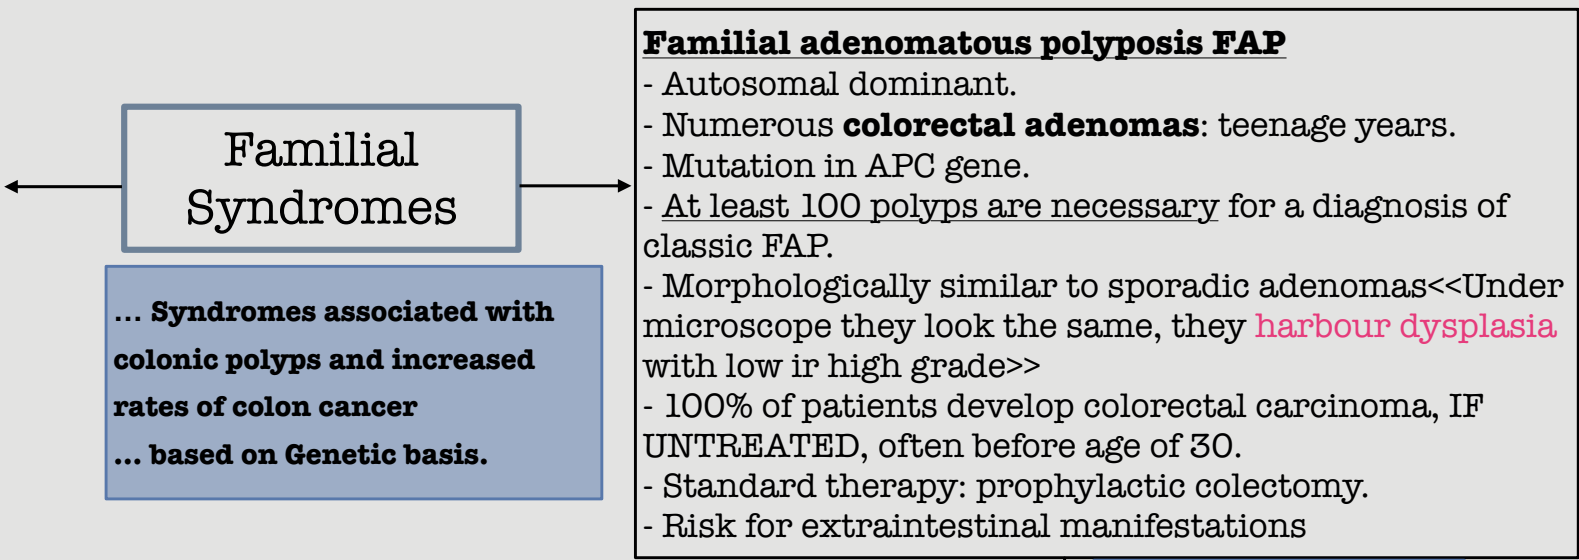 Familial
Syndromes
… Syndromes associated with
colonic polyps and increased
rates of colon cancer
… based on Genetic basis.
Familial adenomatous polyposis FAP
- Autosomal dominant.
- Numerous colorectal adenomas: teenage years.
- Mutation in APC gene.
- At least 100 polyps are necessary for a diagnosis of
classic FAP.
- Morphologically similar to sporadic adenomas<<Under
microscope they look the same, they harbour dysplasia
with low ir high grade>>
- 100% of patients develop colorectal carcinoma, IF
UNTREATED, often before age of 30.
- Standard therapy: prophylactic colectomy.
- Risk for extraintestinal manifestations